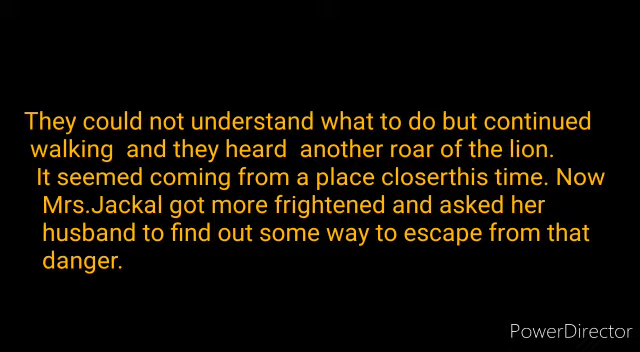 They could not understand what to do but continued
walking and they heard another roar of the lion.
It seemed coming from a place closerthis time. Now
Mrs.Jackal got more frightened and asked her
husband to find out some way to escape from that
danger.
PowerDirector